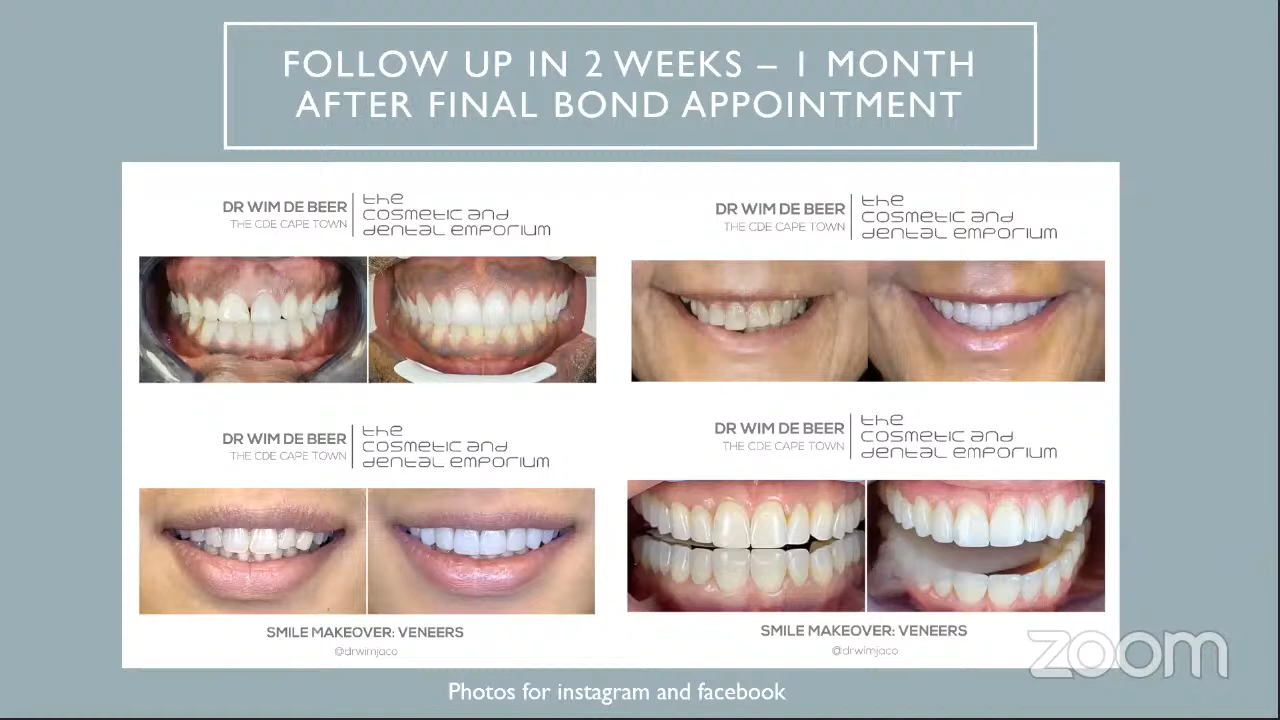 FOLLOW UP IN 2 WEEKS – 1 MONTH
AFTER FINAL BOND APPOINTMENT
DR WIM DE BEER
THE CDE CAPE TOWN
the
cosmetic and
dental emporium
DR WIM DE BEER
THE CDE CAPE TOWN
the
cosmetic and
dental emporium
DR WIM DE BEER
THE CDE CAPE TOWN
the
cosmetic and
dental emporium
SMILE MAKEOVER: VENEERS
@drwimjaco
DR WIM DE BEER
THE CDE CAPE TOWN
the
cosmetic and
dental emporium
SMILE MAKEOVER: VENEERS
@drwimjaco
Photos for instagram and facebook
zoom